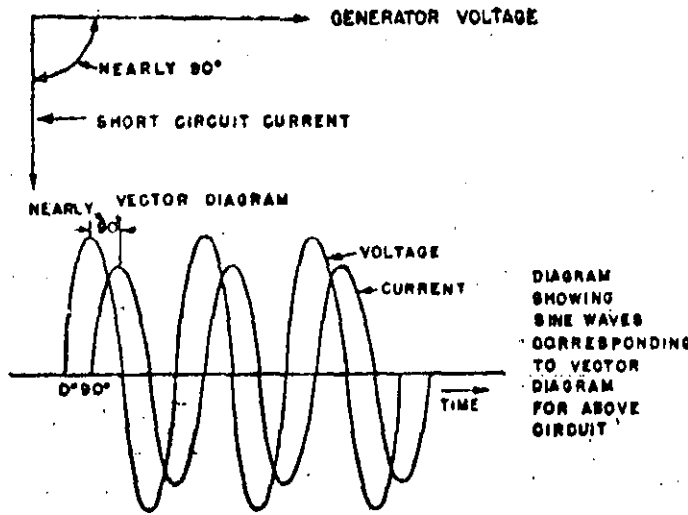 GENERATOR VOLTAGE
NEARLY 90°
SHORT CIRCUIT CURRENT
VECTOR DIAGRAM
NEARLY
90°
VOLTAGE
CURRENT
0° 90°
TIME
DIAGRAM
SHOWING
SINE WAVES
CORRESPONDING
TO VECTOR
DIAGRAM
FOR ABOVE
CIRCUIT